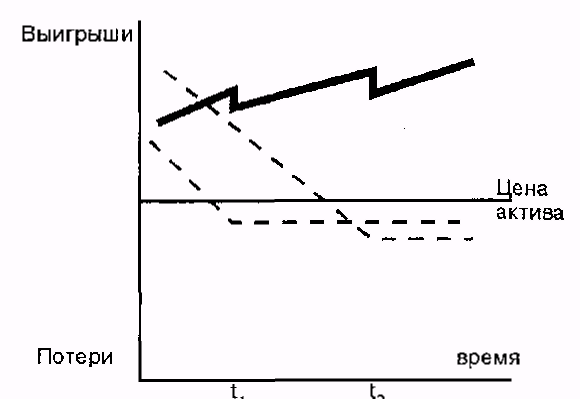 Выигрыши
Цена
актива
Потери
время
t₁
t₂